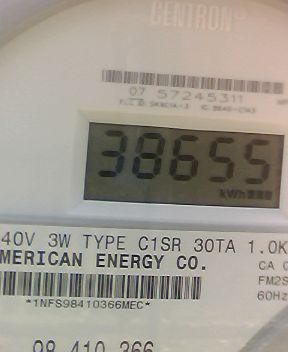 CENTRON®
07 57245311
38655
kWh
40V 3W TYPE C1SR 30TA 1.0K
MERICAN ENERGY CO.
CA 0
FM2S
60Hz
*1NFS98410366MEC*
98 410 366